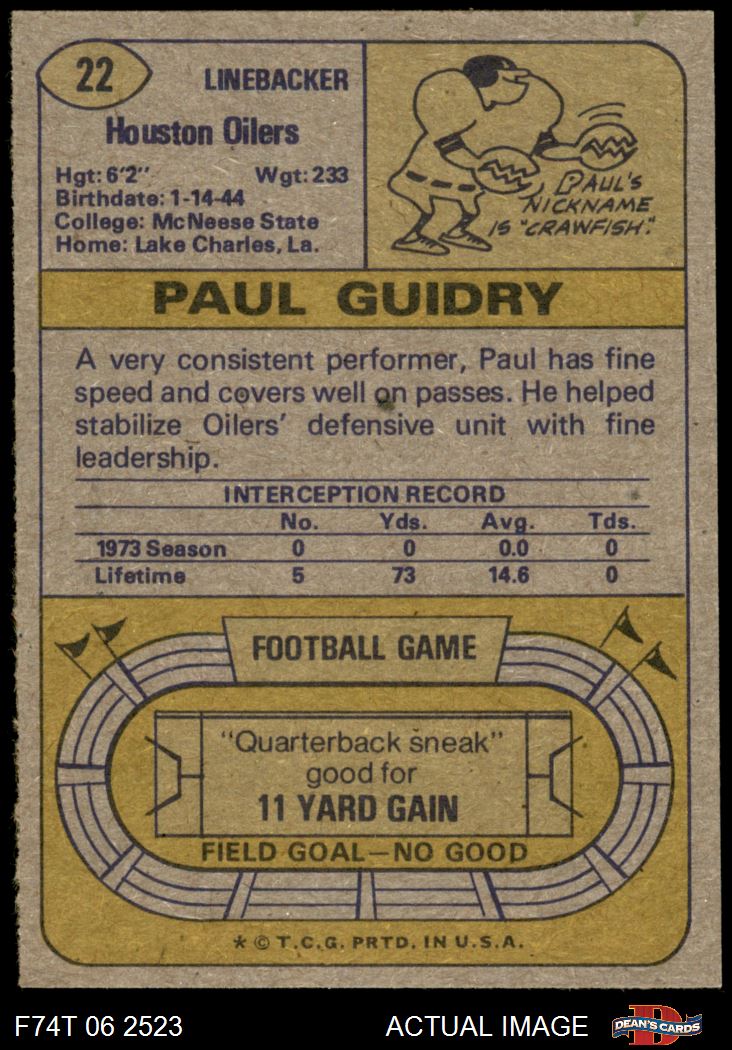 22
LINEBACKER
Houston Oilers
Hgt: 6'2" Wgt: 233
Birthdate: 1-14-44
College: McNeese State
Home: Lake Charles, La.
PAUL'S
NICKNAME
IS "CRAWFISH."
PAUL GUIDRY
A very consistent performer, Paul has fine
speed and covers well on passes. He helped
stabilize Oilers' defensive unit with fine
leadership.
INTERCEPTION RECORD
No. Yds. Avg. Tds.
1973 Season 0 0 0.0 0
Lifetime 5 73 14.6 0
FOOTBALL GAME
"Quarterback sneak"
good for
11 YARD GAIN
FIELD GOAL—NO GOOD
* © T.C.G. PRTD. IN U.S.A.
F74T 06 2523 ACTUAL IMAGE D DEAN'S CARDS